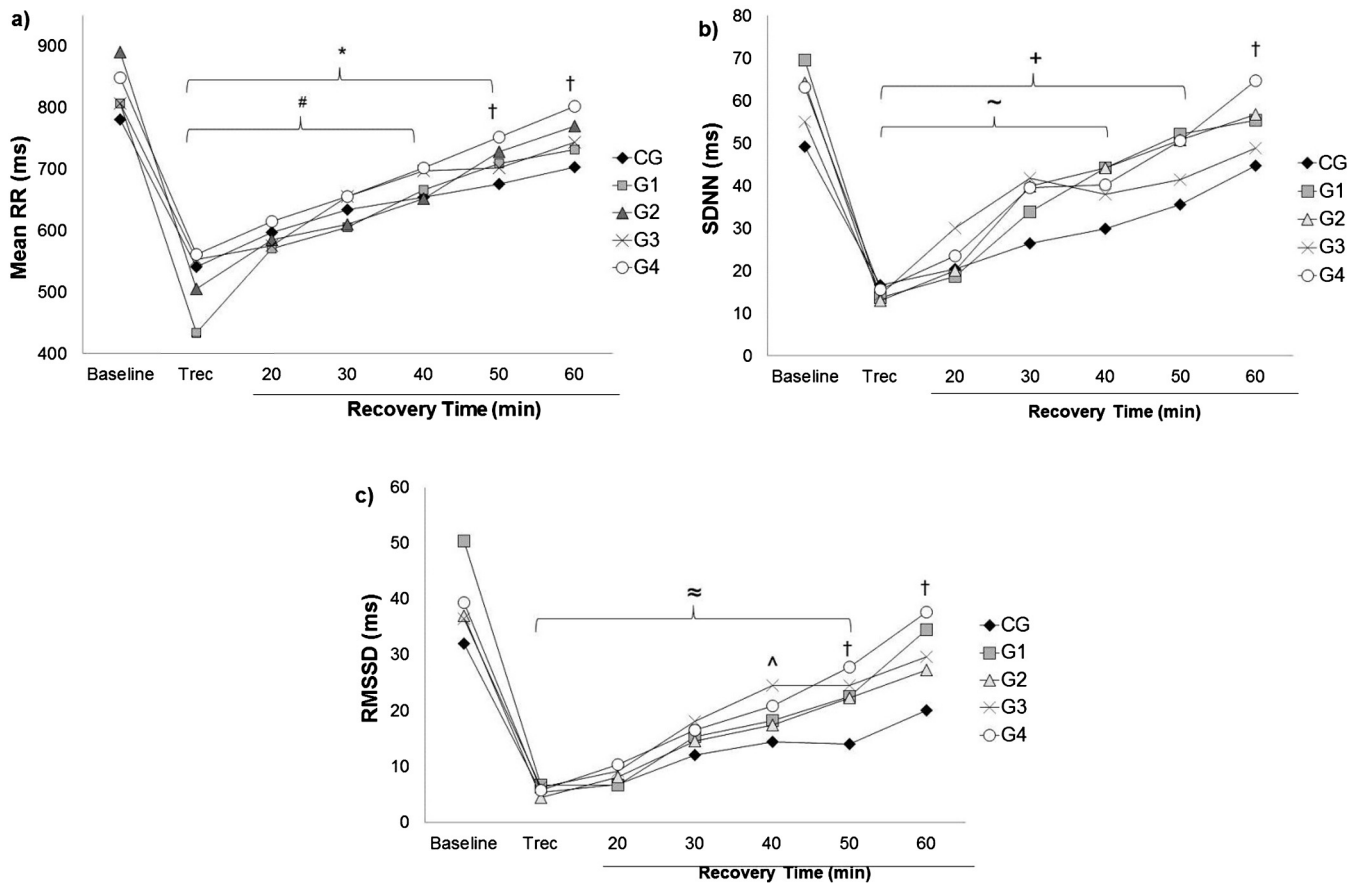 a)
Mean RR (ms)
900
800
700
600
500
400
*
#
†
†
Baseline Trec 20 30 40 50 60
Recovery Time (min)
CG
G1
G2
G3
G4
b)
SDNN (ms)
80
70
60
50
40
30
20
10
0
+
~
†
Baseline Trec 20 30 40 50 60
Recovery Time (min)
CG
G1
G2
G3
G4
c)
RMSSD (ms)
60
50
40
30
20
10
0
≈
^
†
†
Baseline Trec 20 30 40 50 60
Recovery Time (min)
CG
G1
G2
G3
G4